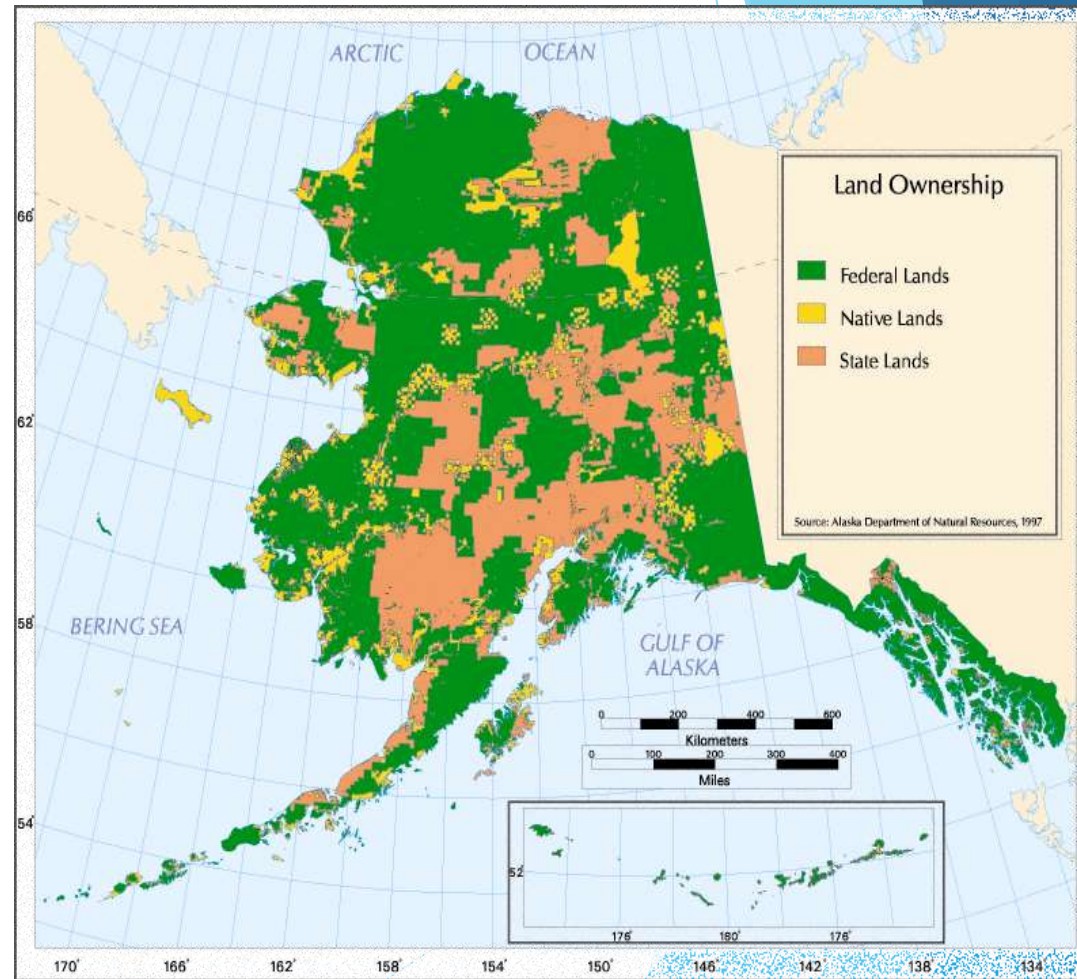 ARCTIC OCEAN
Land Ownership
Federal Lands
Native Lands
State Lands
Source: Alaska Department of Natural Resources, 1997
66°
62°
58°
54°
BERING SEA
GULF OF
ALASKA
0 200 400 600
Kilometers
0 100 200 300 400
Miles
52°
176° 180° 176°
170° 166° 162° 158° 154° 150° 146° 142° 138° 134°